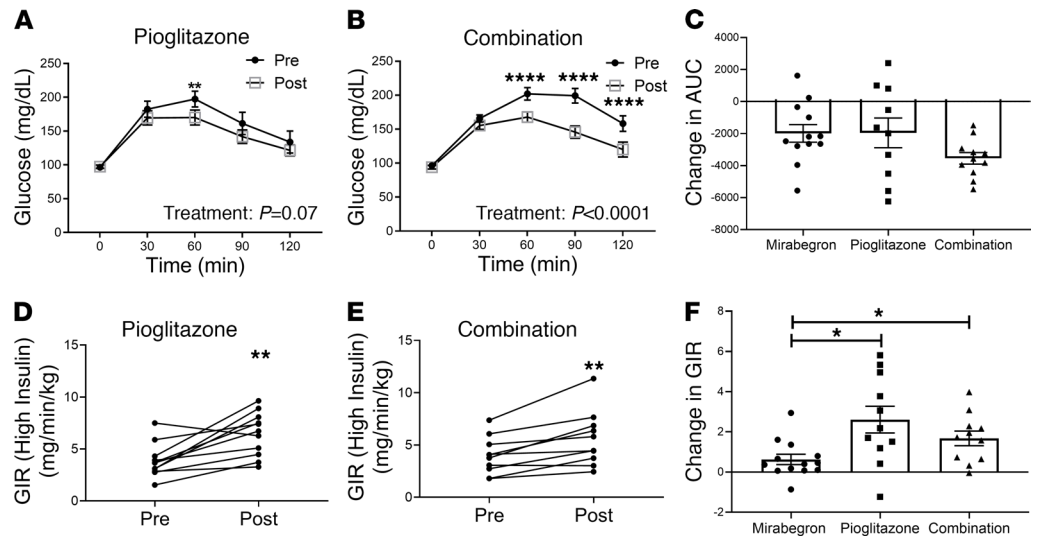 A
Pioglitazone
Glucose (mg/dL)
250
200
150
100
50
**
Pre
Post
Treatment: P=0.07
0 30 60 90 120
Time (min)
B
Combination
Glucose (mg/dL)
250
200
150
100
50
0
**** ****
****
Pre
Post
Treatment: P<0.0001
0 30 60 90 120
Time (min)
C
Change in AUC
4000
2000
0
-2000
-4000
-6000
-8000
Mirabegron Pioglitazone Combination
D
Pioglitazone
GIR (High Insulin)
(mg/min/kg)
15
10
5
0
**
Pre Post
E
Combination
GIR (High Insulin)
(mg/min/kg)
15
10
5
0
**
Pre Post
F
Change in GIR
8
6
4
2
0
-2
*
*
Mirabegron Pioglitazone Combination